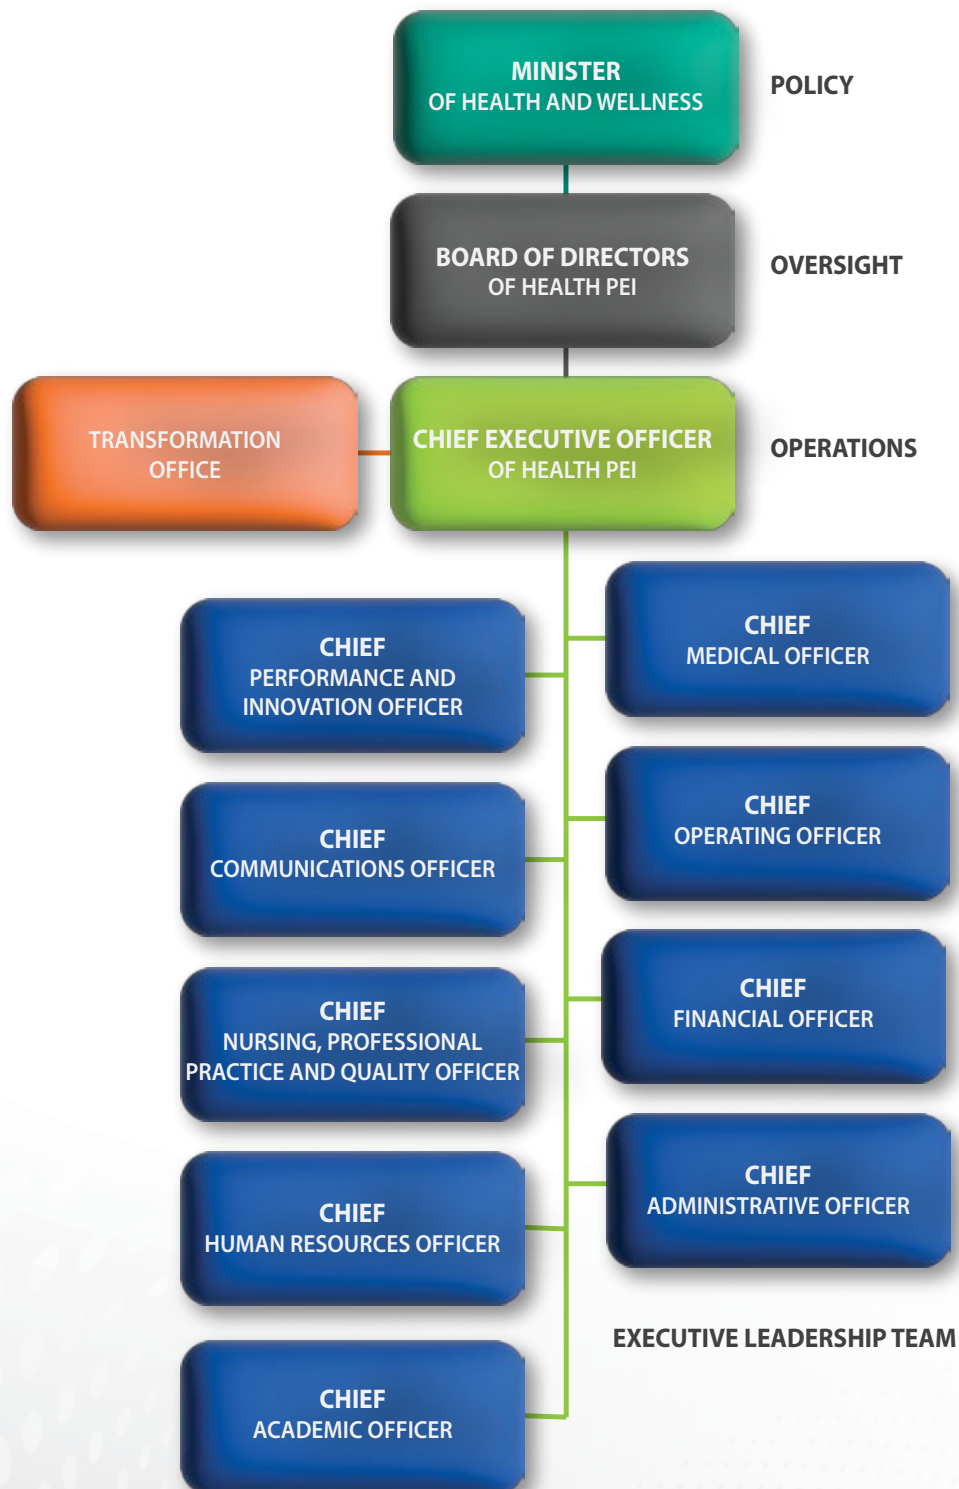 MINISTER
OF HEALTH AND WELLNESS
POLICY
BOARD OF DIRECTORS
OF HEALTH PEI
OVERSIGHT
TRANSFORMATION
OFFICE
CHIEF EXECUTIVE OFFICER
OF HEALTH PEI
OPERATIONS
CHIEF
PERFORMANCE AND
INNOVATION OFFICER
CHIEF
MEDICAL OFFICER
CHIEF
COMMUNICATIONS OFFICER
CHIEF
OPERATING OFFICER
CHIEF
NURSING, PROFESSIONAL
PRACTICE AND QUALITY OFFICER
CHIEF
FINANCIAL OFFICER
CHIEF
HUMAN RESOURCES OFFICER
CHIEF
ADMINISTRATIVE OFFICER
EXECUTIVE LEADERSHIP TEAM
CHIEF
ACADEMIC OFFICER